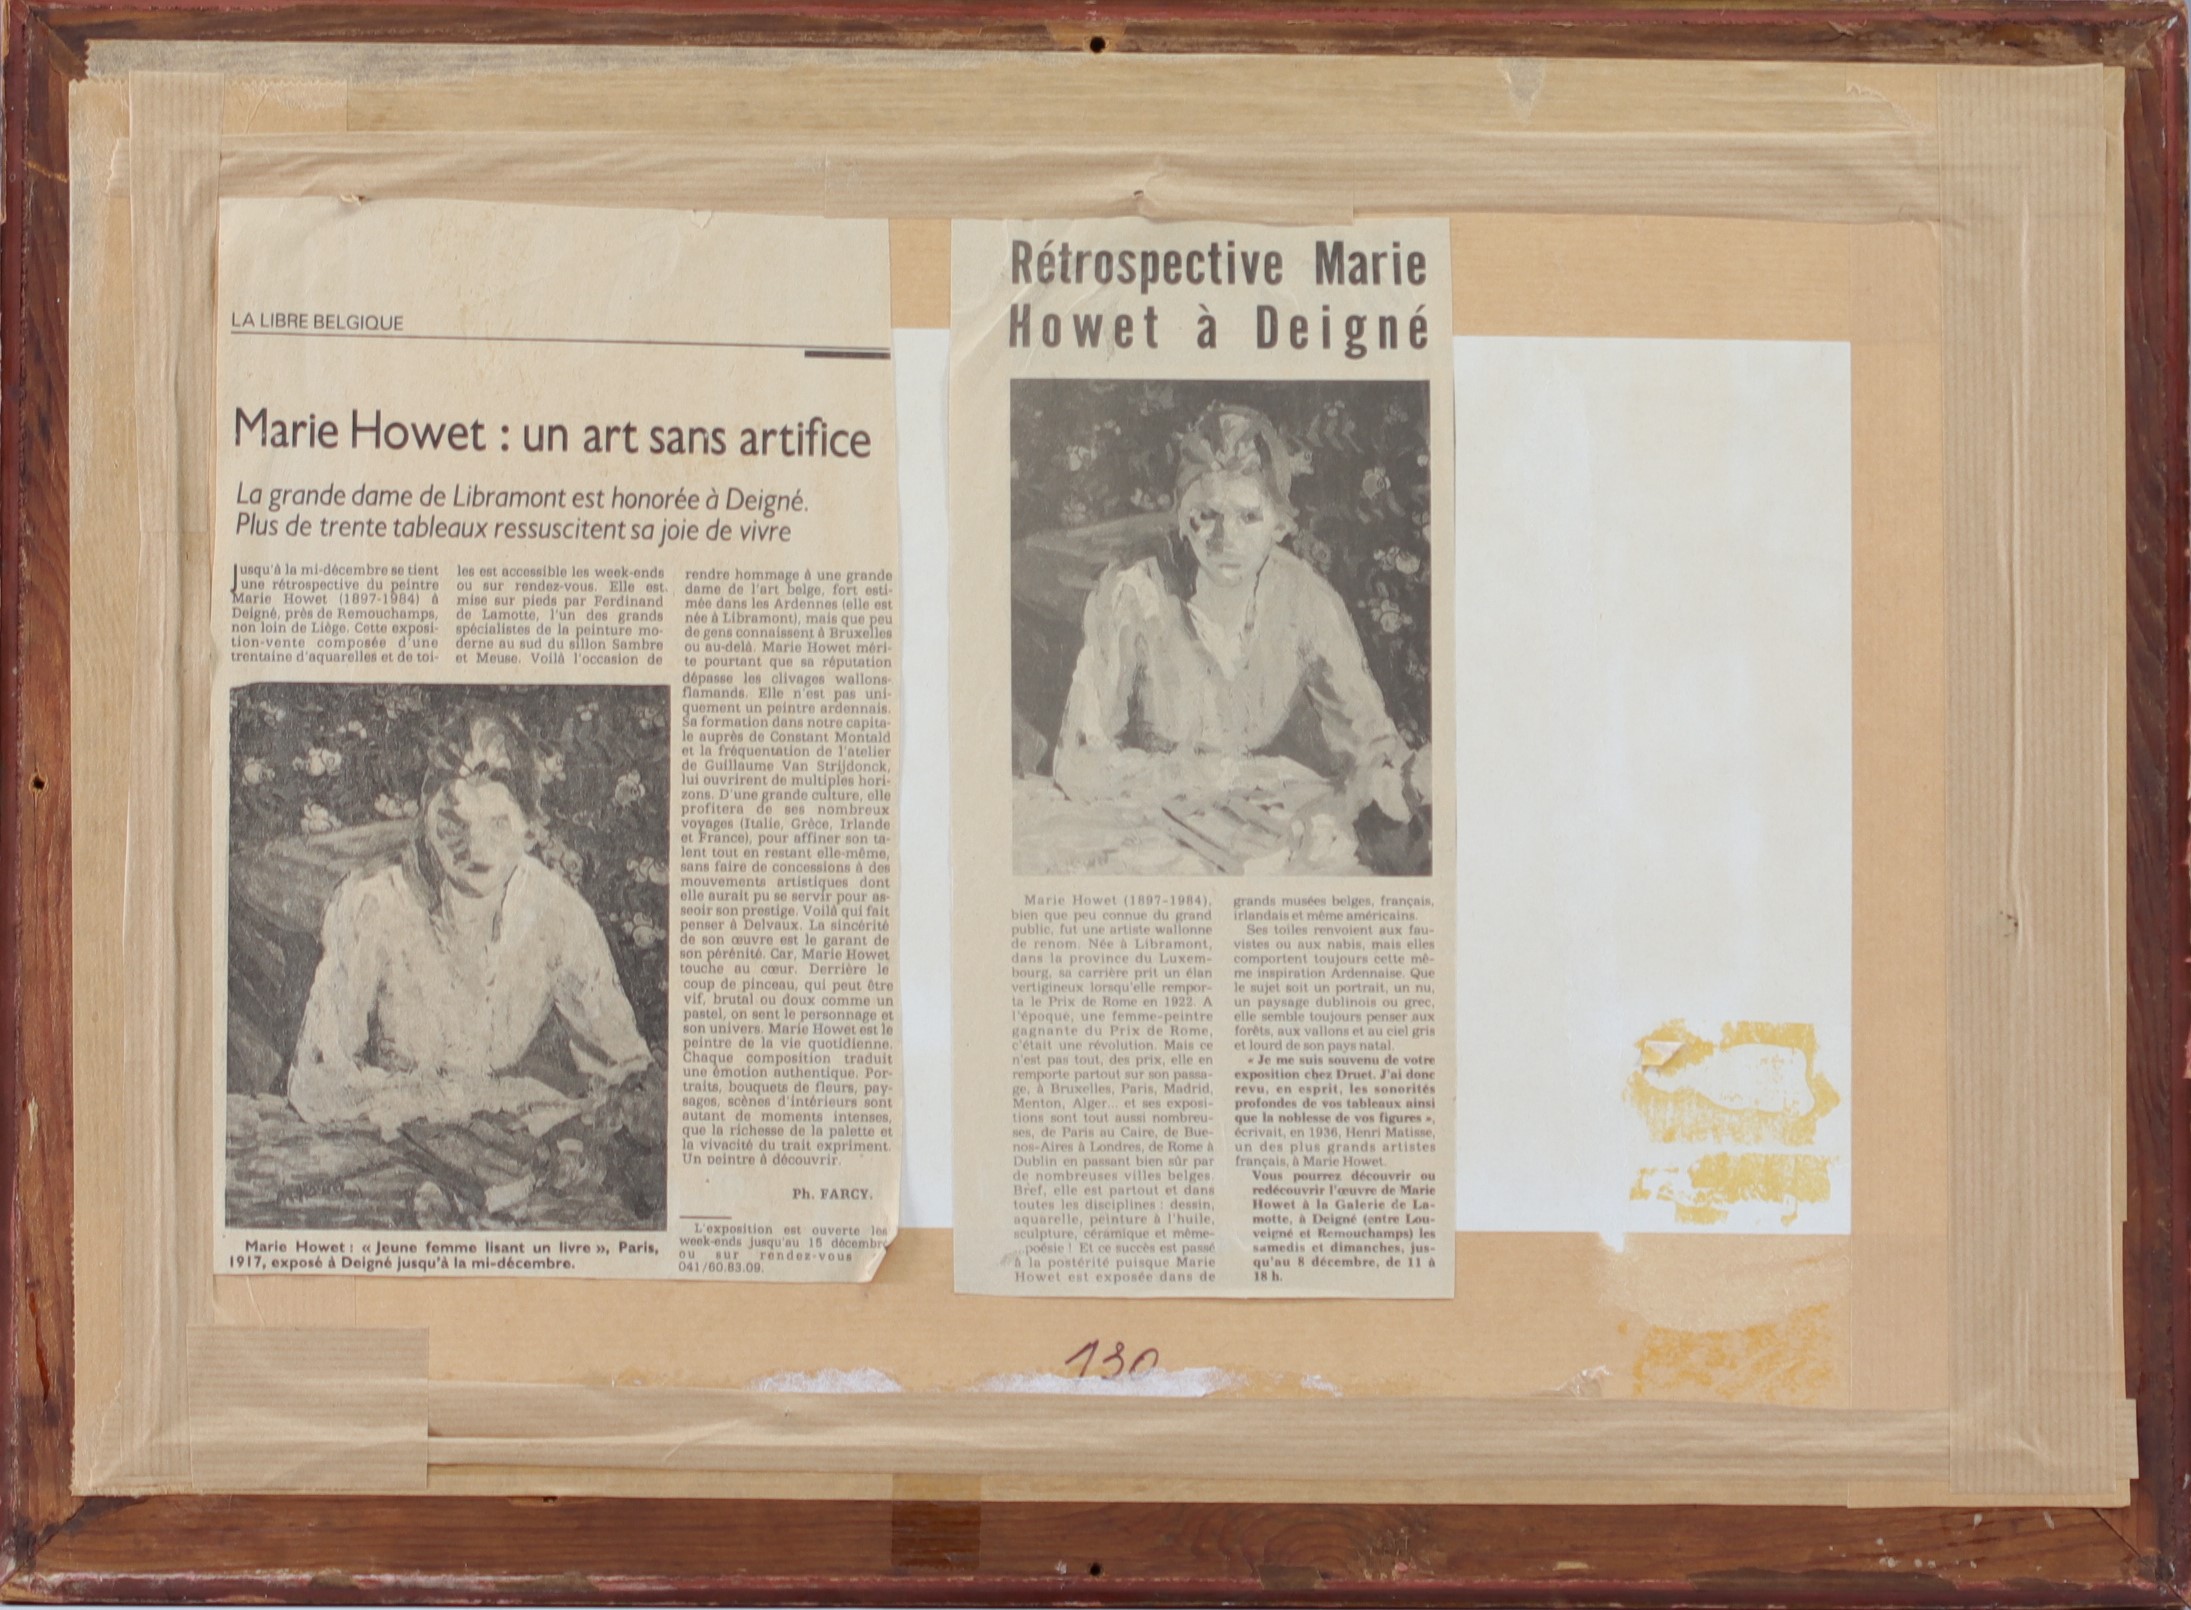 LA LIBRE BELGIQUE
Marie Howet : un art sans artifice
La grande dame de Libramont est honorée à Deigné.
Plus de trente tableaux ressuscitent sa joie de vivre
Jusqu'à la mi-décembre se tient
une rétrospective du peintre
Marie Howet (1897-1984) à
Deigné, près de Remouchamps,
non loin de Liège. Cette exposi-
tion-vente composée d'une
trentaine d'aquarelles et de toi-
les est accessible les week-ends
ou sur rendez-vous. Elle est
mise sur pieds par Ferdinand
de Lamotte, l'un des grands
spécialistes de la peinture mo-
derne au sud du sillon Sambre
et Meuse. Voilà l'occasion de
rendre hommage à une grande
dame de l'art belge, fort esti-
mée dans les Ardennes (elle est
née à Libramont), mais que peu
de gens connaissent à Bruxelles
ou au-delà. Marie Howet méri-
te pourtant que sa réputation
dépasse les clivages wallons-
flamands. Elle n'est pas uni-
quement un peintre ardennais.
Sa formation dans notre capita-
le auprès de Constant Montald
et la fréquentation de l'atelier
de Guillaume Van Strijdonck,
lui ouvrirent de multiples hori-
zons. D'une grande culture, elle
profitera de ses nombreux
voyages (Italie, Grèce, Irlande
et France), pour affiner son ta-
lent tout en restant elle-même,
sans faire de concessions à des
mouvements artistiques dont
elle aurait pu se servir pour as-
seoir son prestige. Voilà qui fait
penser à Delvaux. La sincérité
de son œuvre est le garant de
son pérénité. Car, Marie Howet
touche au cœur. Derrière le
coup de pinceau, qui peut être
vif, brutal ou doux comme un
pastel, on sent le personnage et
son univers. Marie Howet est le
peintre de la vie quotidienne.
Chaque composition traduit
une émotion authentique. Por-
traits, bouquets de fleurs, pay-
sages, scènes d'intérieurs sont
autant de moments intenses,
que la richesse de la palette et
la vivacité du trait expriment.
Un peintre à découvrir.
Ph. FARCY.
L'exposition est ouverte les
week-ends jusqu'au 15 décembre
ou sur rendez-vous
041/60.83.09.
Marie Howet : « Jeune femme lisant un livre », Paris,
1917, exposé à Deigné jusqu'à la mi-décembre.
Rétrospective Marie
Howet à Deigné
Marie Howet (1897-1984),
bien que peu connue du grand
public, fut une artiste wallonne
de renom. Née à Libramont,
dans la province du Luxem-
bourg, sa carrière prit un élan
vertigineux lorsqu'elle rempor-
ta le Prix de Rome en 1922. A
l'époque, une femme-peintre
gagnante du Prix de Rome,
c'était une révolution. Mais ce
n'est pas tout, des prix, elle en
remporte partout sur son passa-
ge, à Bruxelles, Paris, Madrid,
Menton, Alger... et ses exposi-
tions sont tout aussi nombreu-
ses, de Paris au Caire, de Bue-
nos-Aires à Londres, de Rome à
Dublin en passant bien sûr par
de nombreuses villes belges.
Bref, elle est partout et dans
toutes les disciplines : dessin,
aquarelle, peinture à l'huile,
sculpture, céramique et même-
poésie ! Et ce succès est passé
à la postérité puisque Marie
Howet est exposée dans de
grands musées belges, français,
irlandais et même américains.
Ses toiles renvoient aux fau-
vistes ou aux nabis, mais elles
comportent toujours cette mê-
me inspiration Ardennaise. Que
le sujet soit un portrait, un nu,
un paysage dublinois ou grec,
elle semble toujours penser aux
forêts, aux vallons et au ciel gris
et lourd de son pays natal.
« Je me suis souvenu de votre
exposition chez Druet. J'ai donc
revu, en esprit, les sonorités
profondes de vos tableaux ainsi
que la noblesse de vos figures »,
écrivait, en 1936, Henri Matisse,
un des plus grands artistes
français, à Marie Howet.
Vous pourrez découvrir ou
redécouvrir l'œuvre de Marie
Howet à la Galerie de La-
motte, à Deigné (entre Lou-
veigné et Remouchamps) les
samedis et dimanches, jus-
qu'au 8 décembre, de 11 à
18 h.
130